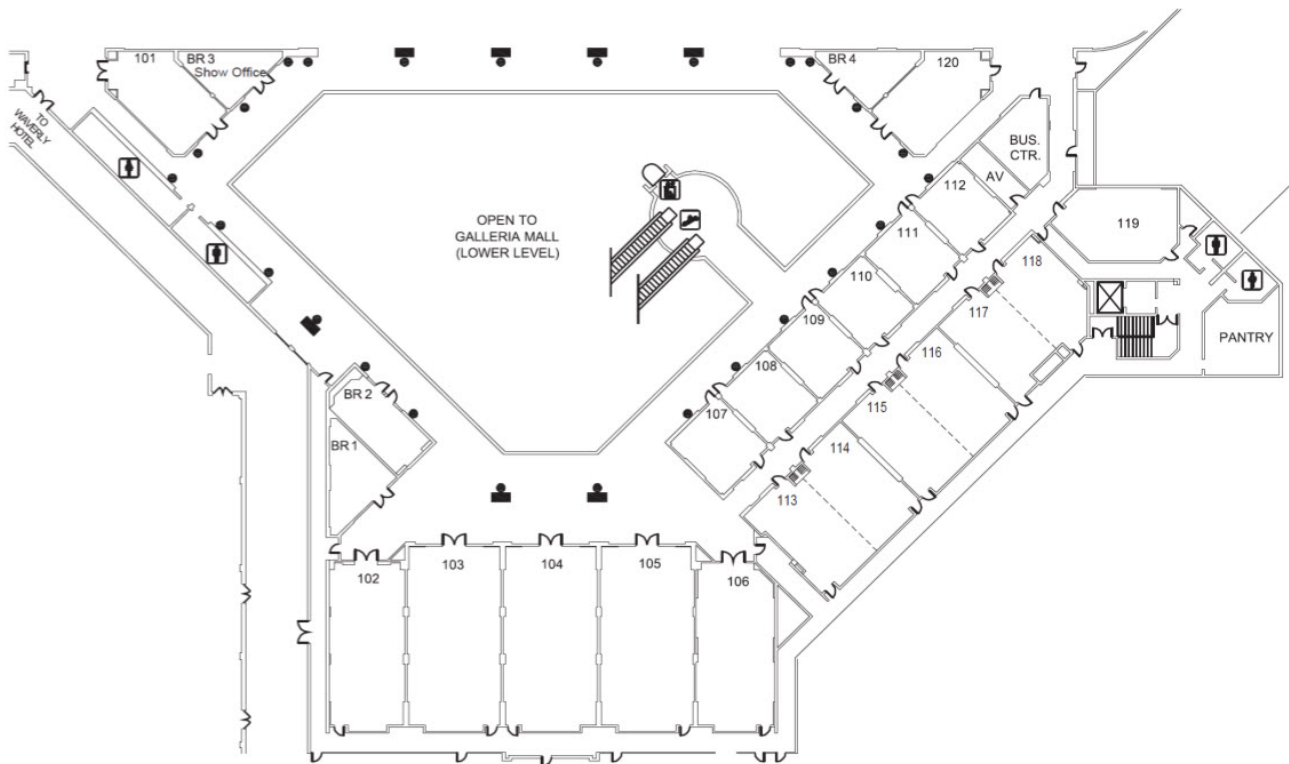 101
BR 3
Show Office
BR 4
120
TO
WAVERLY
HOTEL
BUS.
CTR.
AV
112
OPEN TO
GALLERIA MALL
(LOWER LEVEL)
111
119
118
110
117
109
116
108
115
107
114
113
BR 2
BR 1
PANTRY
102
103
104
105
106